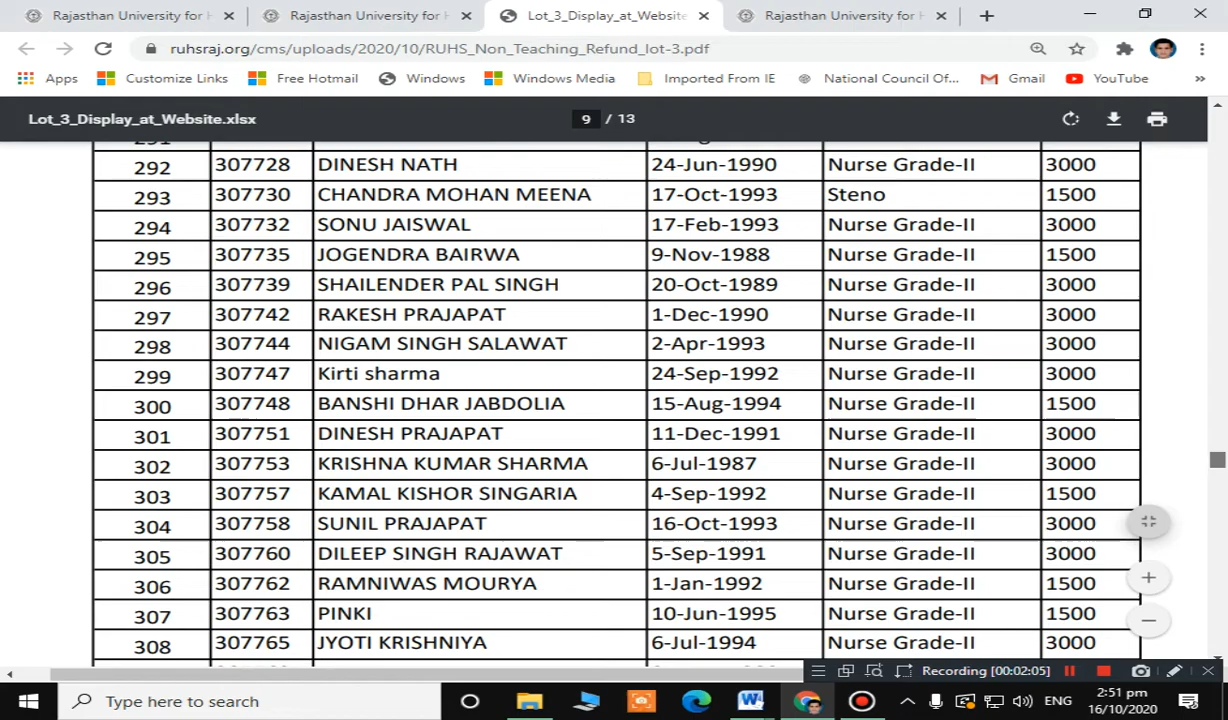 Rajasthan University for H
Rajasthan University for H
Lot_3_Display_at_Website
Rajasthan University for H
ruhsraj.org/cms/uploads/2020/10/RUHS_Non_Teaching_Refund_lot-3.pdf
Apps Customize Links Free Hotmail Windows Windows Media Imported From IE National Council Of... Gmail YouTube »
Lot_3_Display_at_Website.xlsx 9 / 13
291
292 307728 DINESH NATH 24-Jun-1990 Nurse Grade-II 3000
293 307730 CHANDRA MOHAN MEENA 17-Oct-1993 Steno 1500
294 307732 SONU JAISWAL 17-Feb-1993 Nurse Grade-II 3000
295 307735 JOGENDRA BAIRWA 9-Nov-1988 Nurse Grade-II 1500
296 307739 SHAILENDER PAL SINGH 20-Oct-1989 Nurse Grade-II 3000
297 307742 RAKESH PRAJAPAT 1-Dec-1990 Nurse Grade-II 3000
298 307744 NIGAM SINGH SALAWAT 2-Apr-1993 Nurse Grade-II 3000
299 307747 Kirti sharma 24-Sep-1992 Nurse Grade-II 3000
300 307748 BANSHI DHAR JABDOLIA 15-Aug-1994 Nurse Grade-II 1500
301 307751 DINESH PRAJAPAT 11-Dec-1991 Nurse Grade-II 3000
302 307753 KRISHNA KUMAR SHARMA 6-Jul-1987 Nurse Grade-II 3000
303 307757 KAMAL KISHOR SINGARIA 4-Sep-1992 Nurse Grade-II 1500
304 307758 SUNIL PRAJAPAT 16-Oct-1993 Nurse Grade-II 3000
305 307760 DILEEP SINGH RAJAWAT 5-Sep-1991 Nurse Grade-II 3000
306 307762 RAMNIWAS MOURYA 1-Jan-1992 Nurse Grade-II 1500
307 307763 PINKI 10-Jun-1995 Nurse Grade-II 1500
308 307765 JYOTI KRISHNIYA 6-Jul-1994 Nurse Grade-II 3000
Recording [00:02:05]
Type here to search
ENG
2:51 pm
16/10/2020